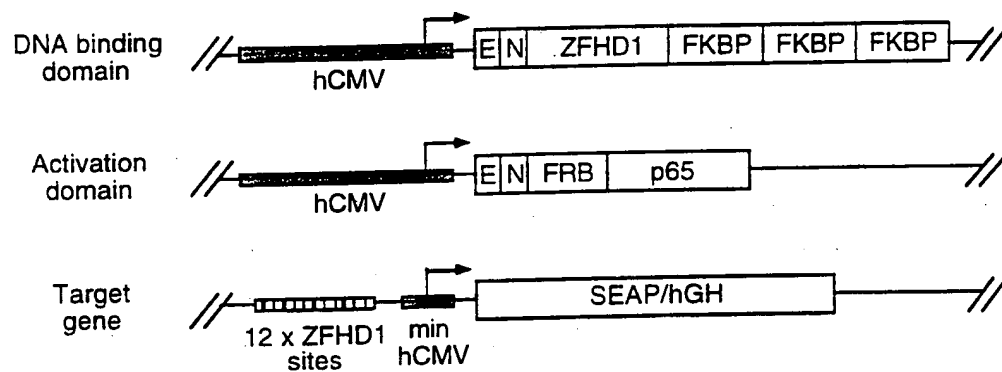 DNA binding domain
E N ZFHD1 FKBP FKBP FKBP
hCMV
Activation domain
E N FRB p65
hCMV
Target gene
SEAP/hGH
12 x ZFHD1 sites
min hCMV